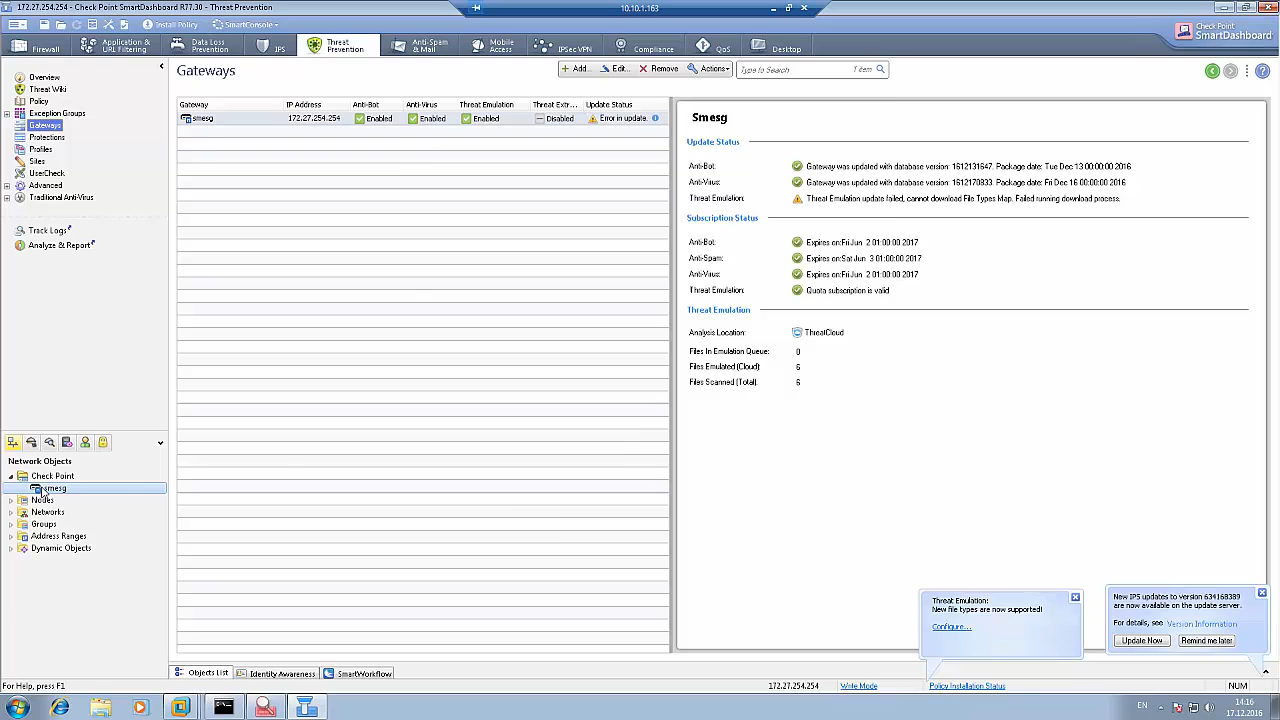 172.27.254.254 - Check Point SmartDashboard R77.30 - Threat Prevention
10.10.1.163
Install Policy
SmartConsole
Check Point
SmartDashboard
Firewall
Application &
URL Filtering
Data Loss
Prevention
IPS
Threat
Prevention
Anti-Spam
& Mail
Mobile
Access
IPSec VPN
Compliance
QoS
Desktop
Overview
Threat Wiki
Policy
Exception Groups
Gateways
Protections
Profiles
Sites
UserCheck
Advanced
Traditional Anti-Virus
Track Logs
Analyze & Report
Gateways
Add...
Edit...
Remove
Actions
Type to Search
1 item
Gateway
IP Address
Anti-Bot
Anti-Virus
Threat Emulation
Threat Extr...
Update Status
smesg
172.27.254.254
Enabled
Enabled
Enabled
Disabled
Error in update.
Smesg
Update Status
Anti-Bot:
Gateway was updated with database version: 1612131647. Package date: Tue Dec 13 00:00:00 2016
Anti-Virus:
Gateway was updated with database version: 1612170833. Package date: Fri Dec 16 00:00:00 2016
Threat Emulation:
Threat Emulation update failed, cannot download File Types Map. Failed running download process.
Subscription Status
Anti-Bot:
Expires on:Fri Jun 2 01:00:00 2017
Anti-Spam:
Expires on:Sat Jun 3 01:00:00 2017
Anti-Virus:
Expires on:Fri Jun 2 01:00:00 2017
Threat Emulation:
Quota subscription is valid
Threat Emulation
Analysis Location:
ThreatCloud
Files In Emulation Queue:
0
Files Emulated (Cloud):
6
Files Scanned (Total):
6
Network Objects
Check Point
smesg
Nodes
Networks
Groups
Address Ranges
Dynamic Objects
Threat Emulation:
New file types are now supported!
Configure...
New IPS updates to version 634168389
are now available on the update server.
For details, see Version Information
Update Now
Remind me later
Objects List
Identity Awareness
SmartWorkflow
For Help, press F1
172.27.254.254
Write Mode
Policy Installation Status
NUM
EN
14:16
17.12.2016